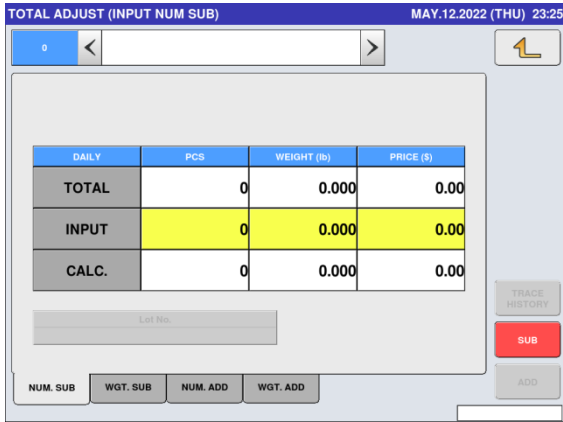 TOTAL ADJUST (INPUT NUM SUB) MAY.12.2022 (THU) 23:25
0
DAILY PCS WEIGHT (lb) PRICE ($)
TOTAL 0 0.000 0.00
INPUT 0 0.000 0.00
CALC. 0 0.000 0.00
Lot No.
TRACE
HISTORY
SUB
ADD
NUM. SUB WGT. SUB NUM. ADD WGT. ADD